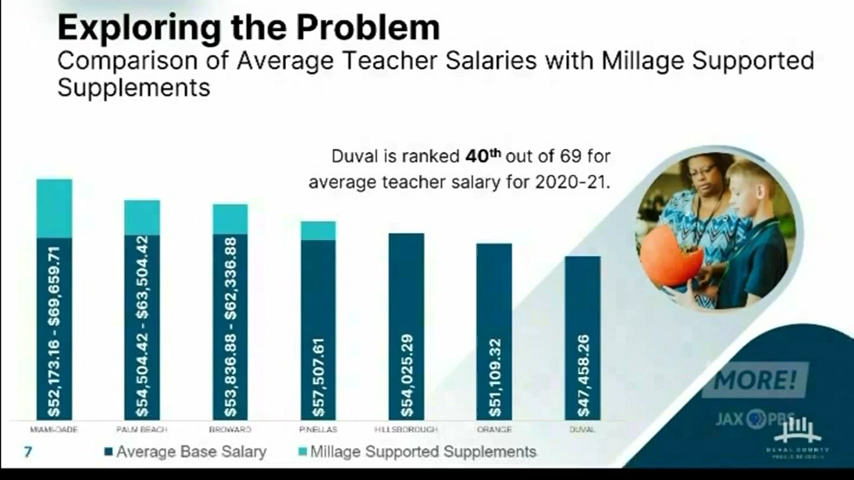 Exploring the Problem
Comparison of Average Teacher Salaries with Millage Supported
Supplements
Duval is ranked 40th out of 69 for
average teacher salary for 2020-21.
$52,173.16 - $69,659.71
$54,504.42 - $63,504.42
$53,836.88 - $62,336.88
$57,507.61
$54,025.29
$51,109.32
$47,458.26
MIAMI-DADE
PALM BEACH
BROWARD
PINELLAS
HILLSBOROUGH
ORANGE
DUVAL
Average Base Salary
Millage Supported Supplements
7
MORE!
JAX PBS
DUVAL COUNTY